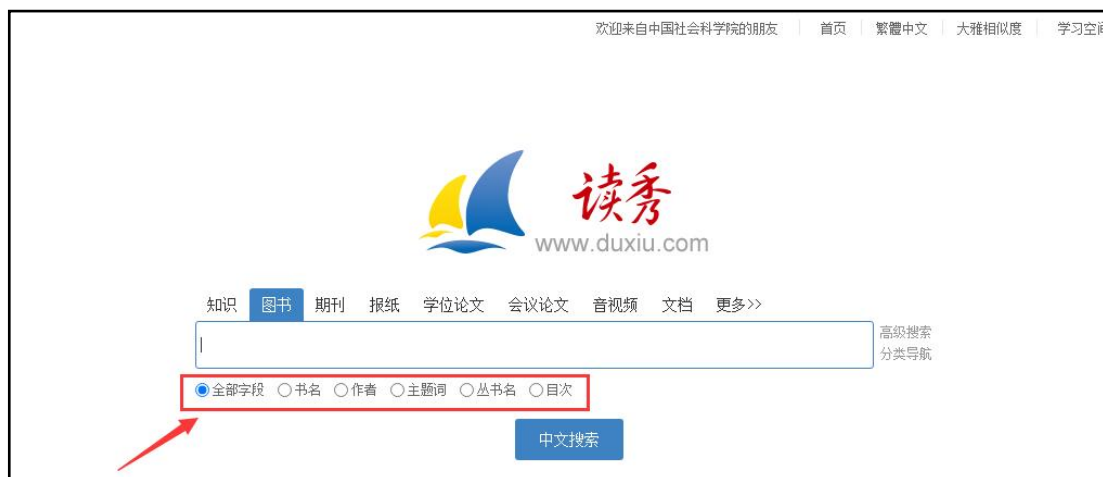 欢迎来自中国社会科学院的朋友 首页 繁體中文 大雅相似度 学习空间
读秀
www.duxiu.com
知识 图书 期刊 报纸 学位论文 会议论文 音视频 文档 更多>>
高级搜索
分类导航
全部字段 书名 作者 主题词 丛书名 目次
中文搜索